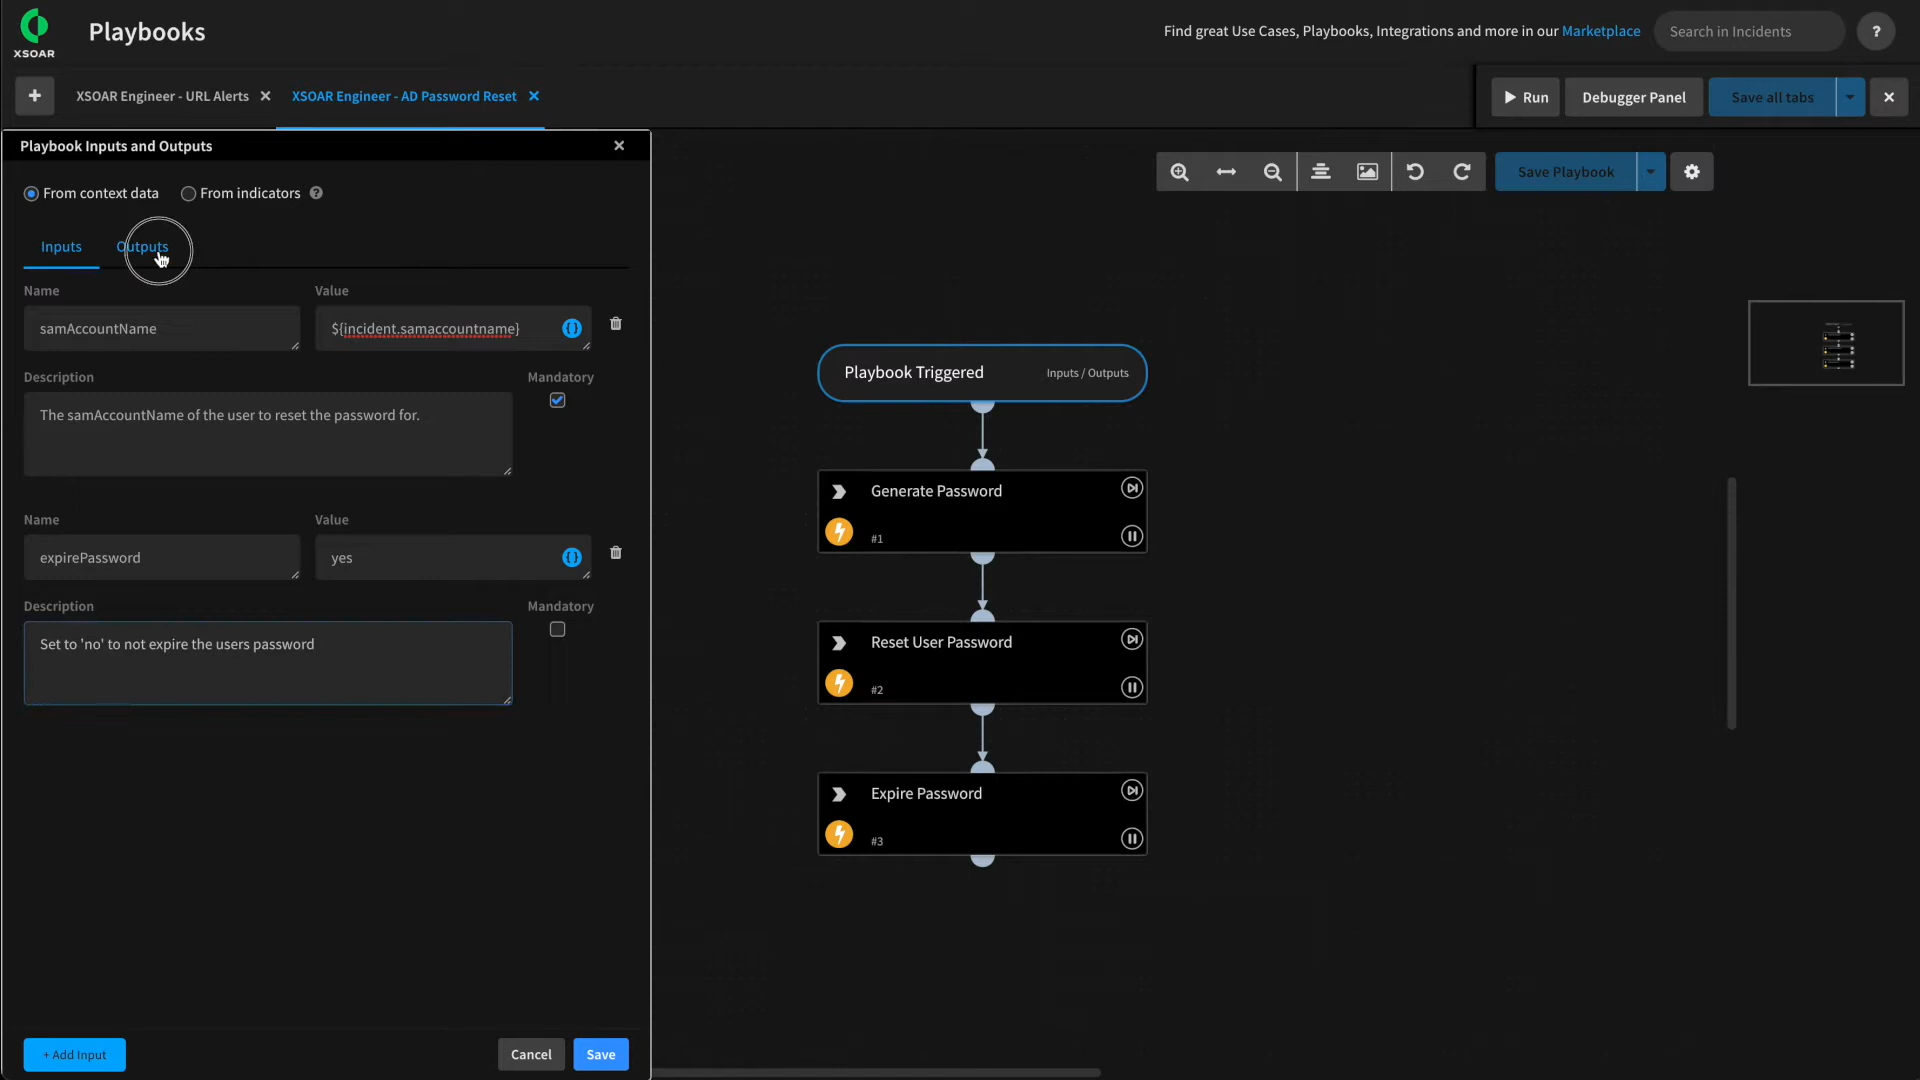 XSOAR
Playbooks
Find great Use Cases, Playbooks, Integrations and more in our Marketplace
Search in Incidents
?
+
XSOAR Engineer - URL Alerts
XSOAR Engineer - AD Password Reset
Run
Debugger Panel
Save all tabs
Playbook Inputs and Outputs
From context data
From indicators
?
Save Playbook
Inputs
Outputs
Name
Value
samAccountName
${incident.samaccountname}
{}
Description
Mandatory
The samAccountName of the user to reset the password for.
Name
Value
expirePassword
yes
{}
Description
Mandatory
Set to 'no' to not expire the users password
+ Add Input
Cancel
Save
Playbook Triggered
Inputs / Outputs
Generate Password
#1
Reset User Password
#2
Expire Password
#3